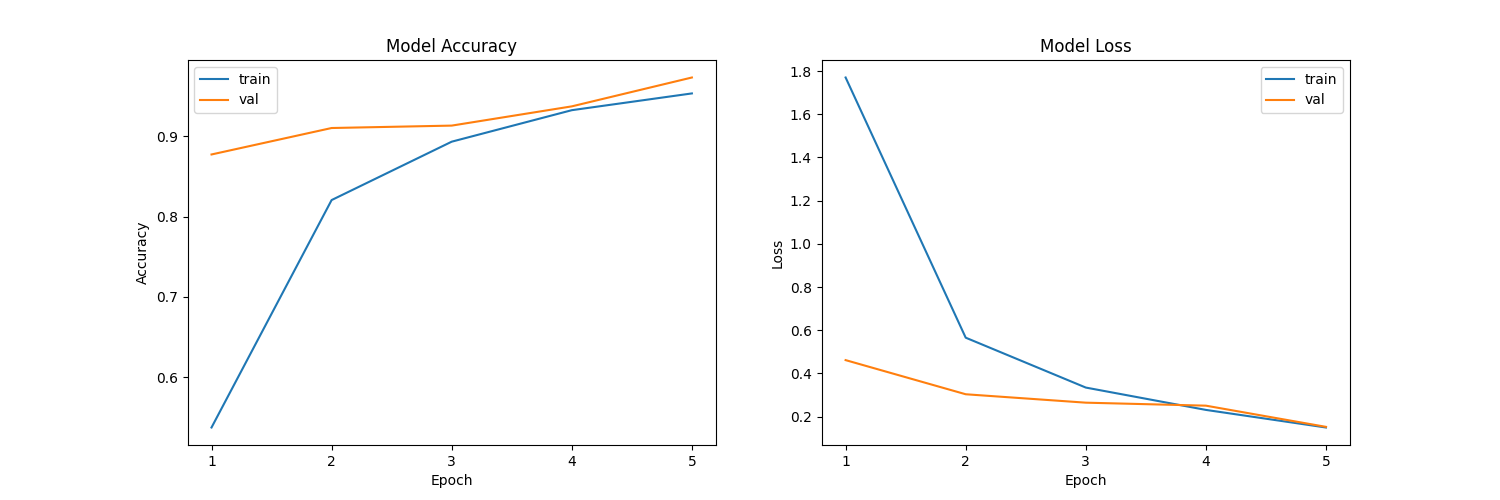 Model Accuracy
train
val
0.9
0.8
0.7
0.6
Accuracy
1 2 3 4 5
Epoch
Model Loss
train
val
1.8
1.6
1.4
1.2
1.0
0.8
0.6
0.4
0.2
Loss
1 2 3 4 5
Epoch